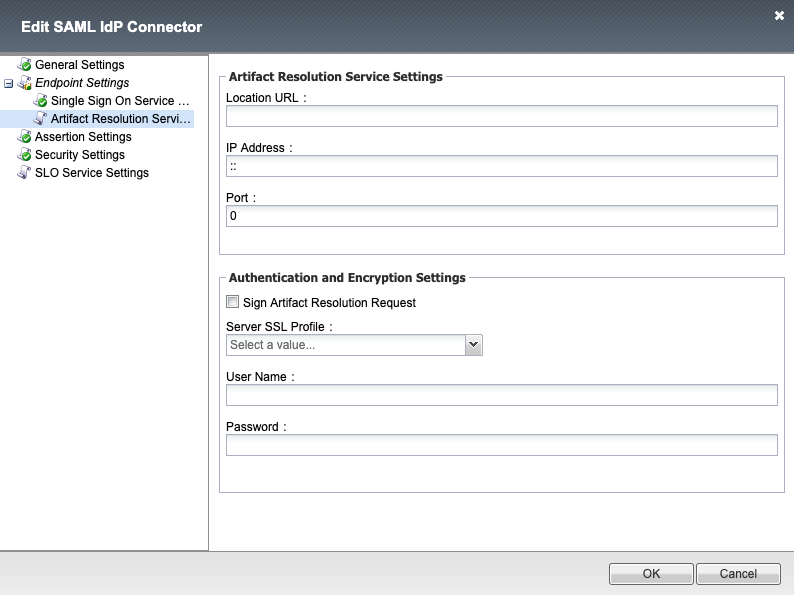 Edit SAML IdP Connector
General Settings
Endpoint Settings
Single Sign On Service ...
Artifact Resolution Servi...
Assertion Settings
Security Settings
SLO Service Settings
Artifact Resolution Service Settings
Location URL :
IP Address :
::
Port :
0
Authentication and Encryption Settings
Sign Artifact Resolution Request
Server SSL Profile :
Select a value...
User Name :
Password :
OK
Cancel